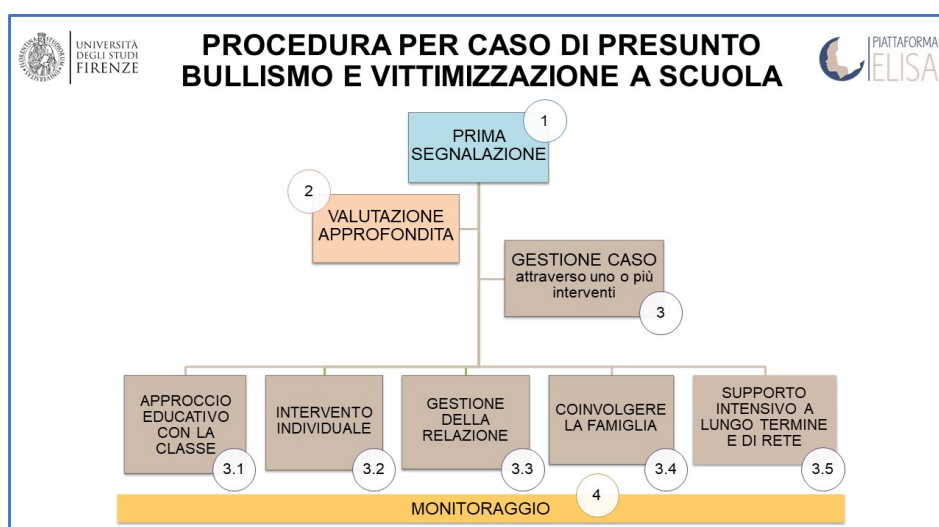 UNIVERSITÀ
DEGLI STUDI
FIRENZE
PROCEDURA PER CASO DI PRESUNTO
BULLISMO E VITTIMIZZAZIONE A SCUOLA
PIATTAFORMA
ELISA
1
PRIMA
SEGNALAZIONE
2
VALUTAZIONE
APPROFONDITA
GESTIONE CASO
attraverso uno o più
interventi
3
APPROCCIO
EDUCATIVO
CON LA
CLASSE
3.1
INTERVENTO
INDIVIDUALE
3.2
GESTIONE
DELLA
RELAZIONE
3.3
COINVOLGERE
LA FAMIGLIA
3.4
SUPPORTO
INTENSIVO A
LUNGO TERMINE
E DI RETE
3.5
4
MONITORAGGIO